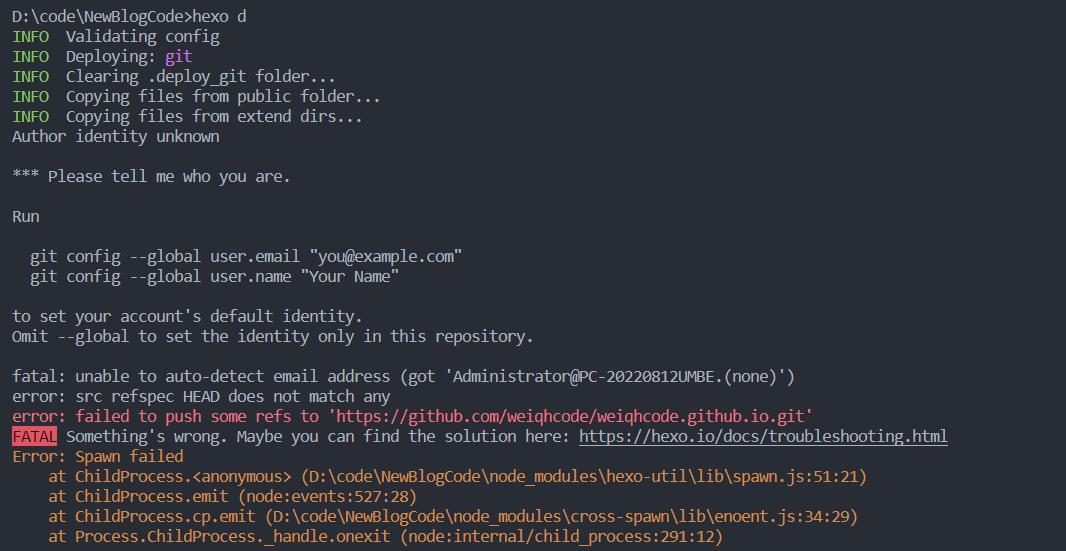 D:\code\NewBlogCode>hexo d
INFO  Validating config
INFO  Deploying: git
INFO  Clearing .deploy_git folder...
INFO  Copying files from public folder...
INFO  Copying files from extend dirs...
Author identity unknown
*** Please tell me who you are.
Run
  git config --global user.email "you@example.com"
  git config --global user.name "Your Name"
to set your account's default identity.
Omit --global to set the identity only in this repository.
fatal: unable to auto-detect email address (got 'Administrator@PC-20220812UMBE.(none)')
error: src refspec HEAD does not match any
error: failed to push some refs to 'https://github.com/weiqhcode/weiqhcode.github.io.git'
FATAL Something's wrong. Maybe you can find the solution here: https://hexo.io/docs/troubleshooting.html
Error: Spawn failed
    at ChildProcess.<anonymous> (D:\code\NewBlogCode\node_modules\hexo-util\lib\spawn.js:51:21)
    at ChildProcess.emit (node:events:527:28)
    at ChildProcess.cp.emit (D:\code\NewBlogCode\node_modules\cross-spawn\lib\enoent.js:34:29)
    at Process.ChildProcess._handle.onexit (node:internal/child_process:291:12)